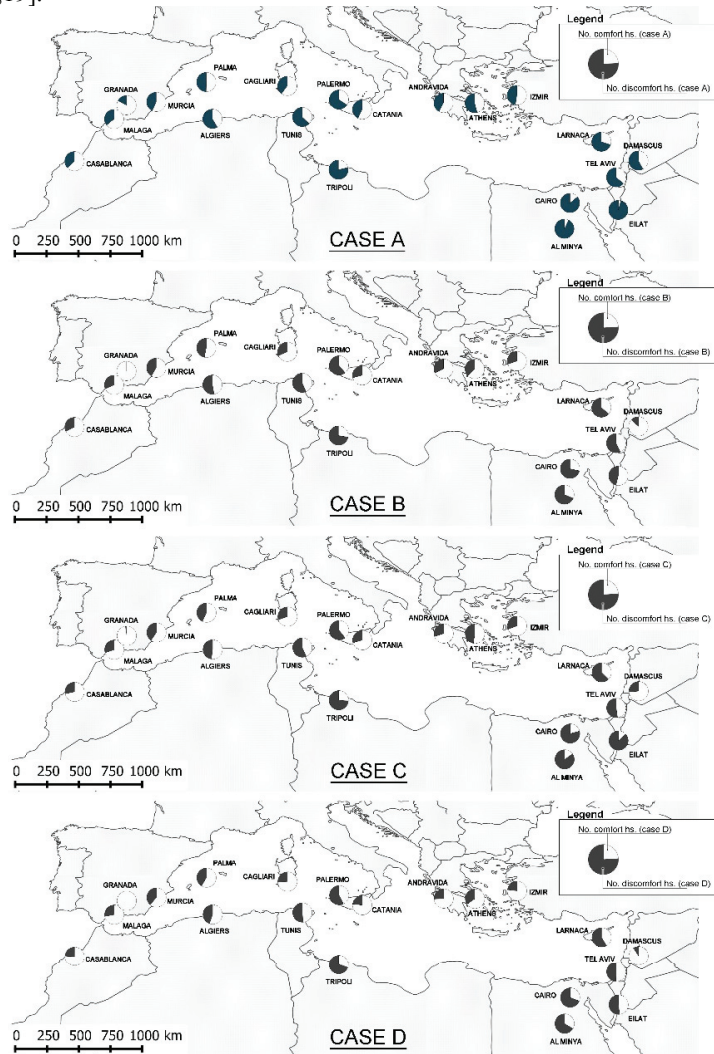 Legend
No. comfort hs. (case A)
No. discomfort hs. (case A)
PALMA
CAGLIARI
GRANADA
PALERMO
ANDRAVIDA
IZMIR
MURCIA
CATANIA
ATHENS
MALAGA
ALGIERS
TUNIS
LARNACA
DAMASCUS
CASABLANCA
TEL AVIV
TRIPOLI
CAIRO
EILAT
AL MINYA
0 250 500 750 1000 km
CASE A
Legend
No. comfort hs. (case B)
No. discomfort hs. (case B)
PALMA
CAGLIARI
GRANADA
PALERMO
ANDRAVIDA
IZMIR
MURCIA
CATANIA
ATHENS
MALAGA
ALGIERS
TUNIS
LARNACA
DAMASCUS
CASABLANCA
TEL AVIV
TRIPOLI
CAIRO
EILAT
AL MINYA
0 250 500 750 1000 km
CASE B
Legend
No. comfort hs. (case C)
No. discomfort hs. (case C)
PALMA
CAGLIARI
GRANADA
PALERMO
ANDRAVIDA
IZMIR
MURCIA
CATANIA
ATHENS
MALAGA
ALGIERS
TUNIS
LARNACA
DAMASCUS
CASABLANCA
TEL AVIV
TRIPOLI
CAIRO
EILAT
AL MINYA
0 250 500 750 1000 km
CASE C
Legend
No. comfort hs. (case D)
No. discomfort hs. (case D)
PALMA
CAGLIARI
GRANADA
PALERMO
ANDRAVIDA
IZMIR
MURCIA
CATANIA
ATHENS
MALAGA
ALGIERS
TUNIS
LARNACA
DAMASCUS
CASABLANCA
TEL AVIV
TRIPOLI
CAIRO
EILAT
AL MINYA
0 250 500 750 1000 km
CASE D